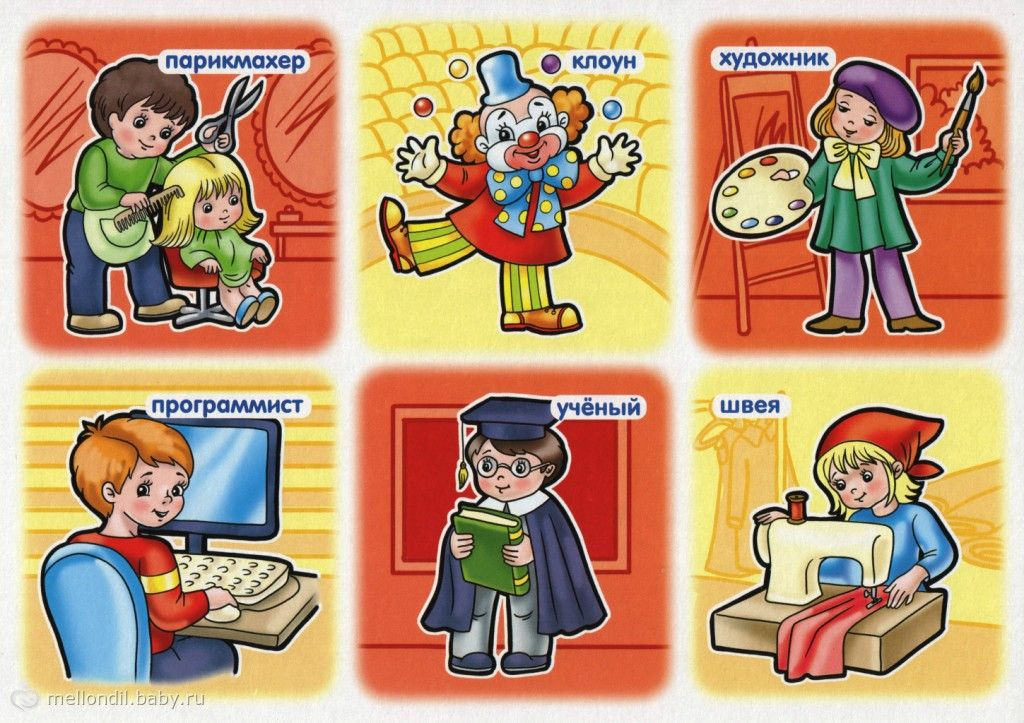 парикмахер
клоун
художник
программист
учёный
швея
mellondil.baby.ru